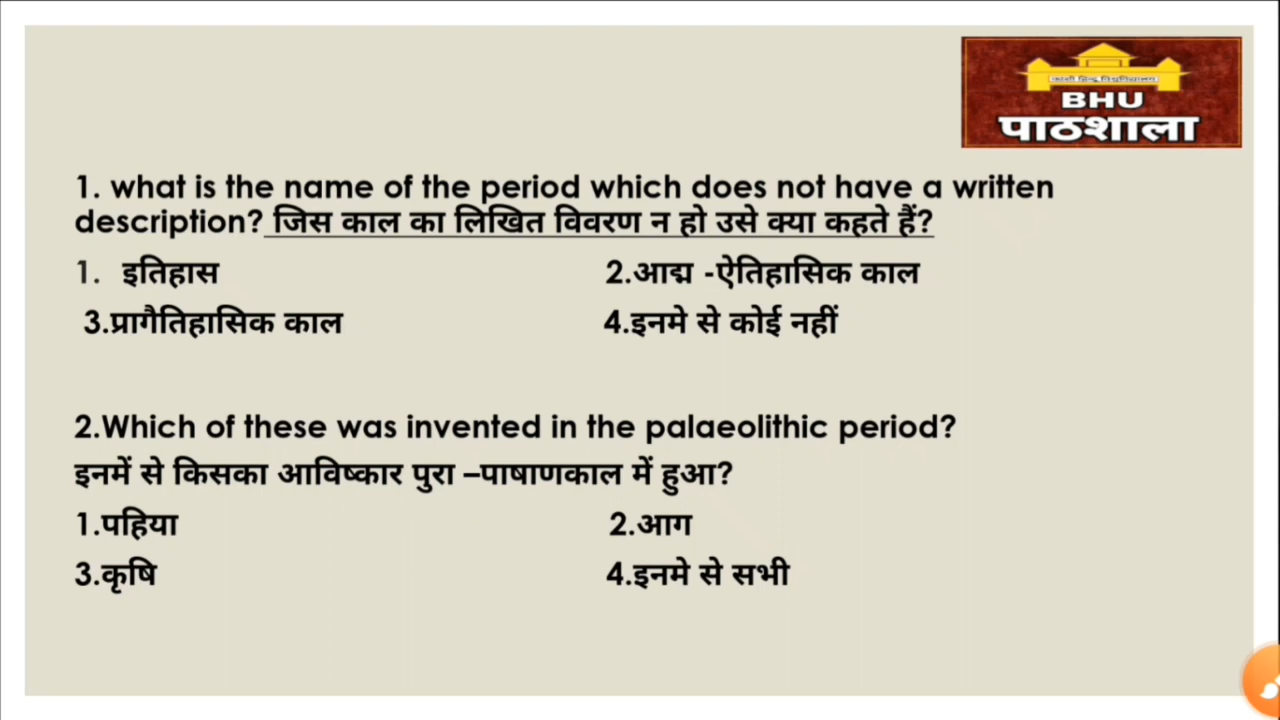 काशी हिन्दू विश्वविद्यालय
BHU
पाठशाला
1. what is the name of the period which does not have a written
description? जिस काल का लिखित विवरण न हो उसे क्या कहते हैं?
1. इतिहास 2.आद्म -ऐतिहासिक काल
3.प्रागैतिहासिक काल 4.इनमे से कोई नहीं
2.Which of these was invented in the palaeolithic period?
इनमें से किसका आविष्कार पुरा –पाषाणकाल में हुआ?
1.पहिया 2.आग
3.कृषि 4.इनमे से सभी